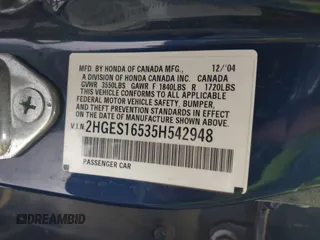 MFD. BY HONDA OF CANADA MFG. 12/'04
A DIVISION OF HONDA CANADA INC. CANADA
GVWR 3550LBS GAWR F 1840LBS R 1720LBS
THIS VEHICLE CONFORMS TO ALL APPLICABLE
FEDERAL MOTOR VEHICLE SAFETY, BUMPER,
AND THEFT PREVENTION STANDARDS IN
EFFECT ON THE DATE OF MANUFACTURE
SHOWN ABOVE.
V.I.N. 2HGES16535H542948
PASSENGER CAR
DREAMBID